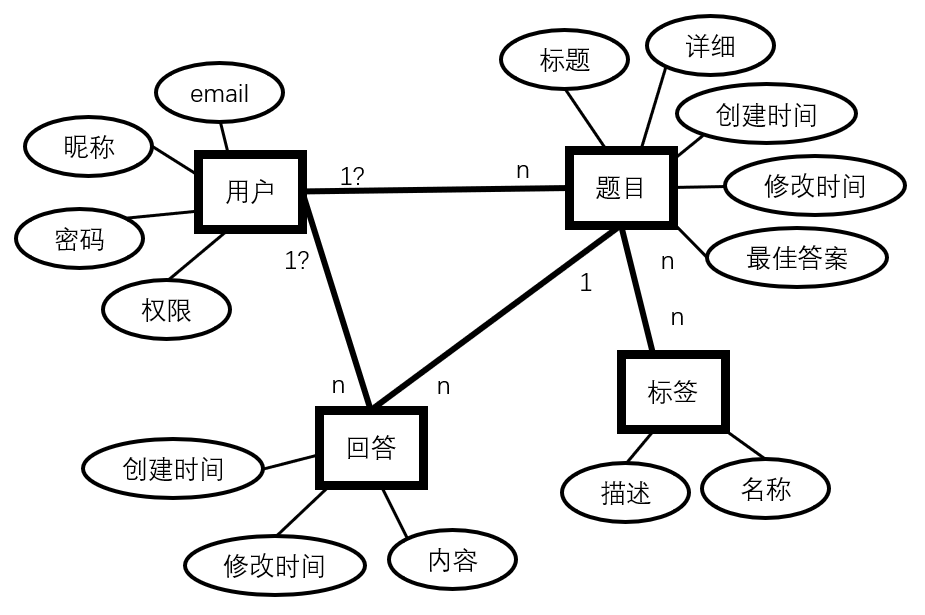 标题
详细
email
创建时间
昵称
用户
1?
n
题目
修改时间
密码
最佳答案
1?
1
n
权限
n
n
n
标签
回答
创建时间
描述
名称
修改时间
内容